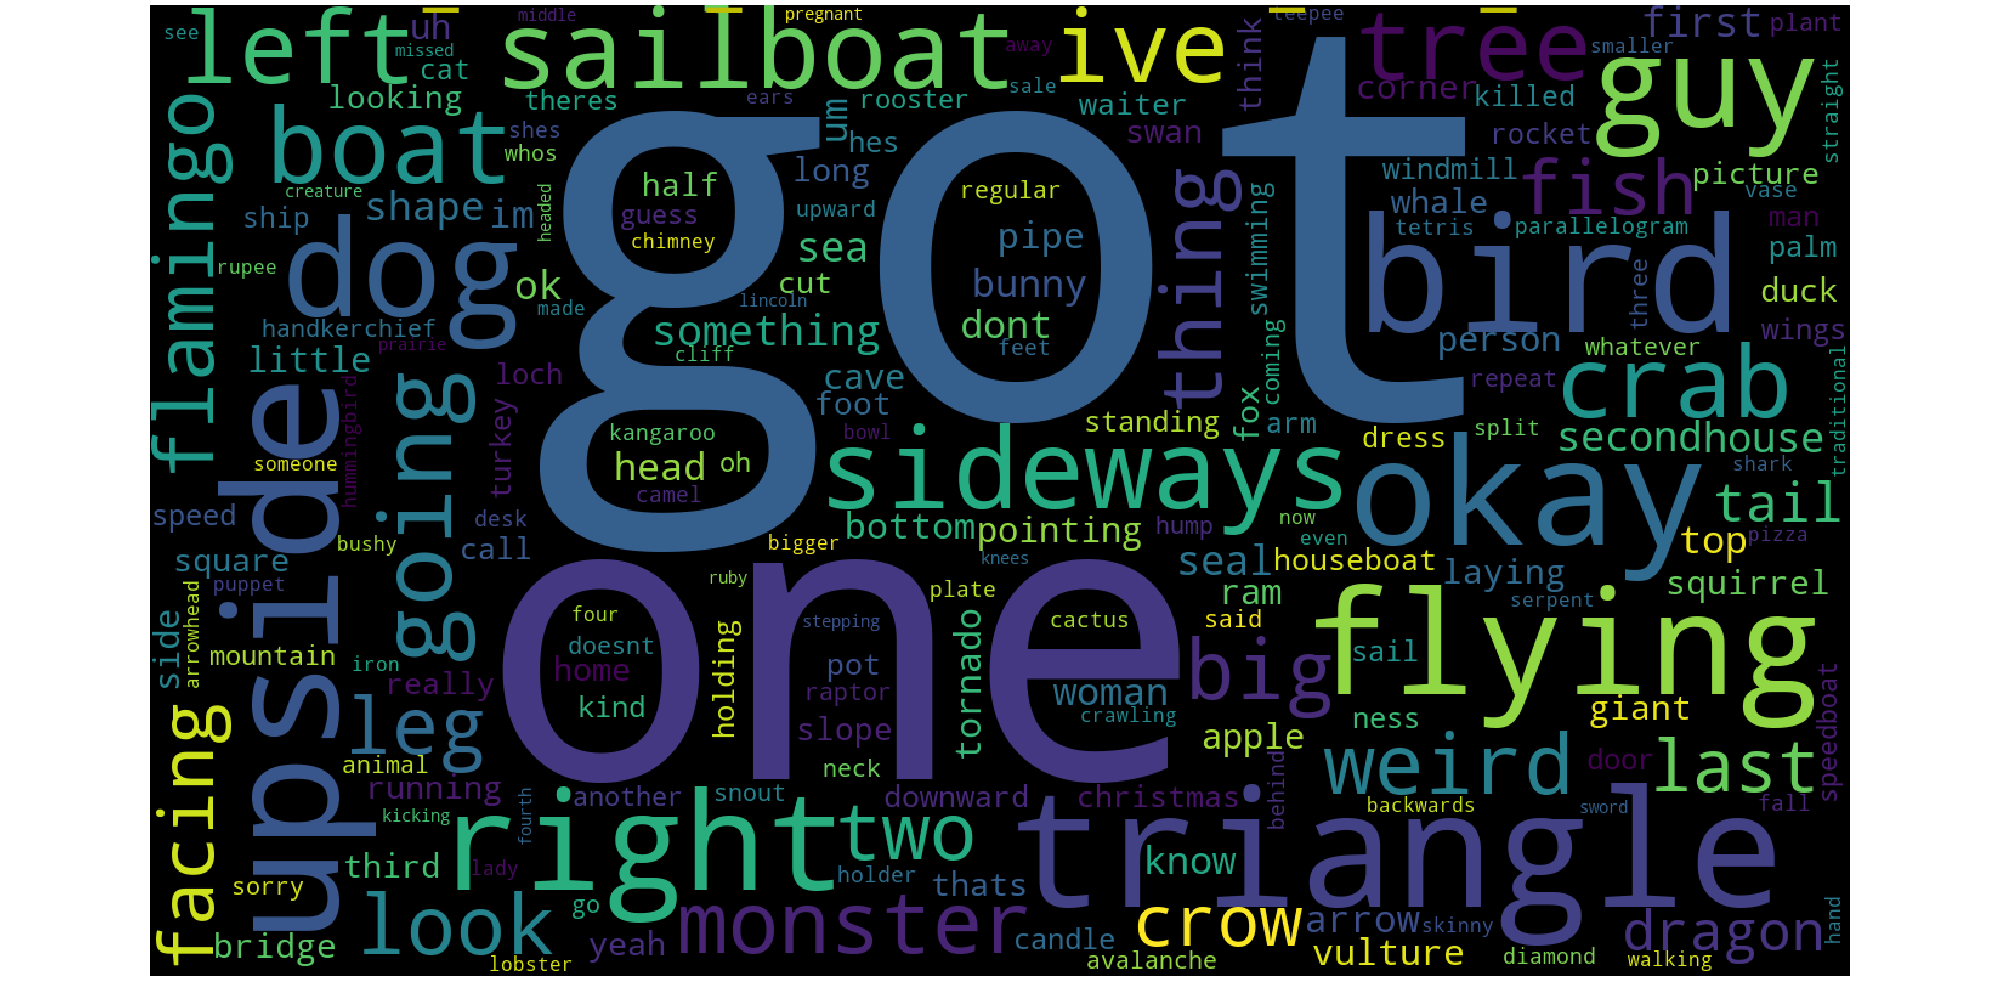 see
left
uh
missed
cat
middle
sailboat
pregnant
away
ive
teepee
think
tree
smaller
first
plant
looking
theres
ears
um
rooster
sale
waiter
corner
killed
guy
straight
flamingo
boat
shes
whos
hes
swan
rocket
creature
headed
half
long
regular
thing
swimming
windmill
fish
picture
ship
shape
im
guess
upward
whale
vase
man
chimney
sea
pipe
tetris
parallelogram
palm
rupee
dog
ok
got
cut
bunny
bird
duck
handkerchief
made
lincoln
prairie
something
dont
three
wings
little
cliff
feet
coming
person
whatever
hummingbird
loch
cave
foot
repeat
crab
traditional
upside
going
turkey
kangaroo
bowl
standing
fox
arm
dress
split
second
house
someone
head
oh
sideways
okay
shark
camel
tail
speed
desk
bottom
pointing
hump
now
even
bushy
call
bigger
top
pizza
square
knees
seal
houseboat
laying
squirrel
puppet
ruby
plate
ram
serpent
side
arrowhead
four
one
stepping
cactus
said
flying
mountain
iron
doesnt
holding
pot
tornado
big
sail
really
home
raptor
woman
speedboat
facing
leg
kind
slope
crawling
ness
giant
apple
animal
neck
weird
door
last
running
another
snout
downward
christmas
behind
backwards
sword
fall
kicking
fourth
right
two
triangle
third
lady
holder
know
sorry
go
thats
look
monster
crow
arrow
skinny
dragon
hand
bridge
yeah
candle
vulture
diamond
walking
lobster
avalanche